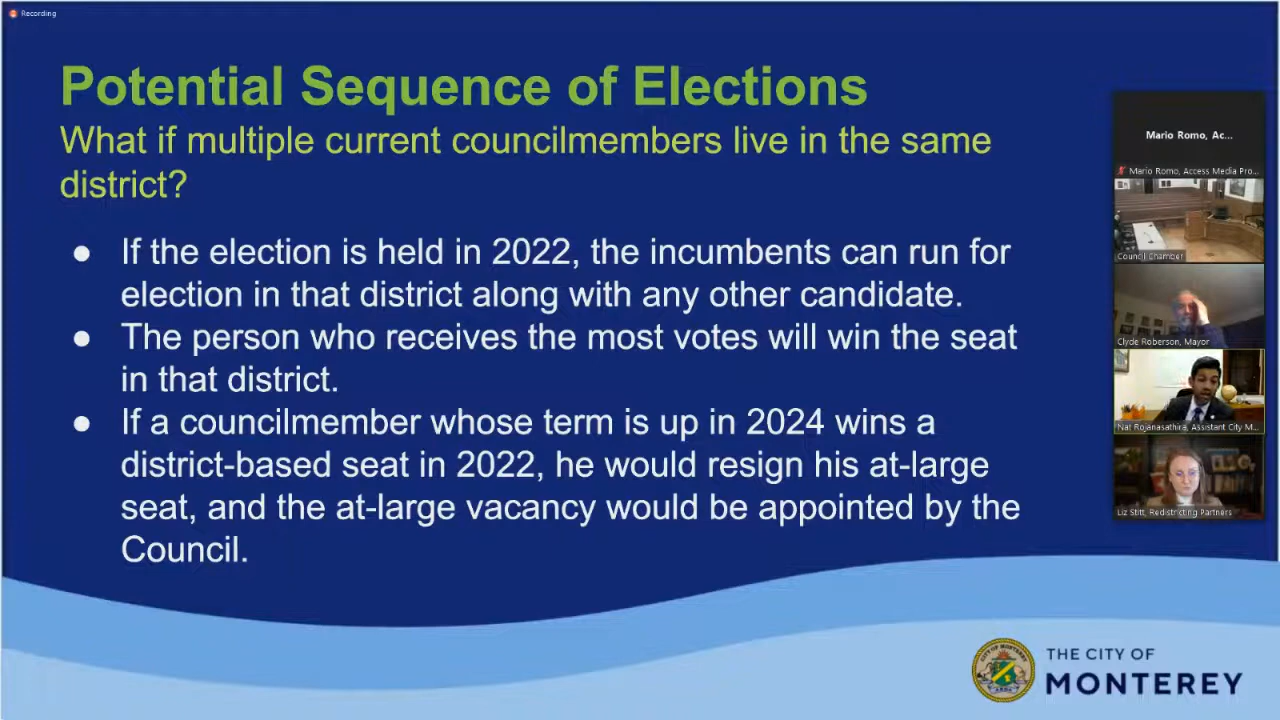 Recording
Potential Sequence of Elections
What if multiple current councilmembers live in the same
district?
● If the election is held in 2022, the incumbents can run for
election in that district along with any other candidate.
● The person who receives the most votes will win the seat
in that district.
● If a councilmember whose term is up in 2024 wins a
district-based seat in 2022, he would resign his at-large
seat, and the at-large vacancy would be appointed by the
Council.
Mario Romo, Ac...
Mario Romo, Access Media Pro...
Council Chamber
Clyde Roberson, Mayor
Nat Rojanasathira, Assistant City M...
Liz Stitt, Redistricting Partners
THE CITY OF
MONTEREY